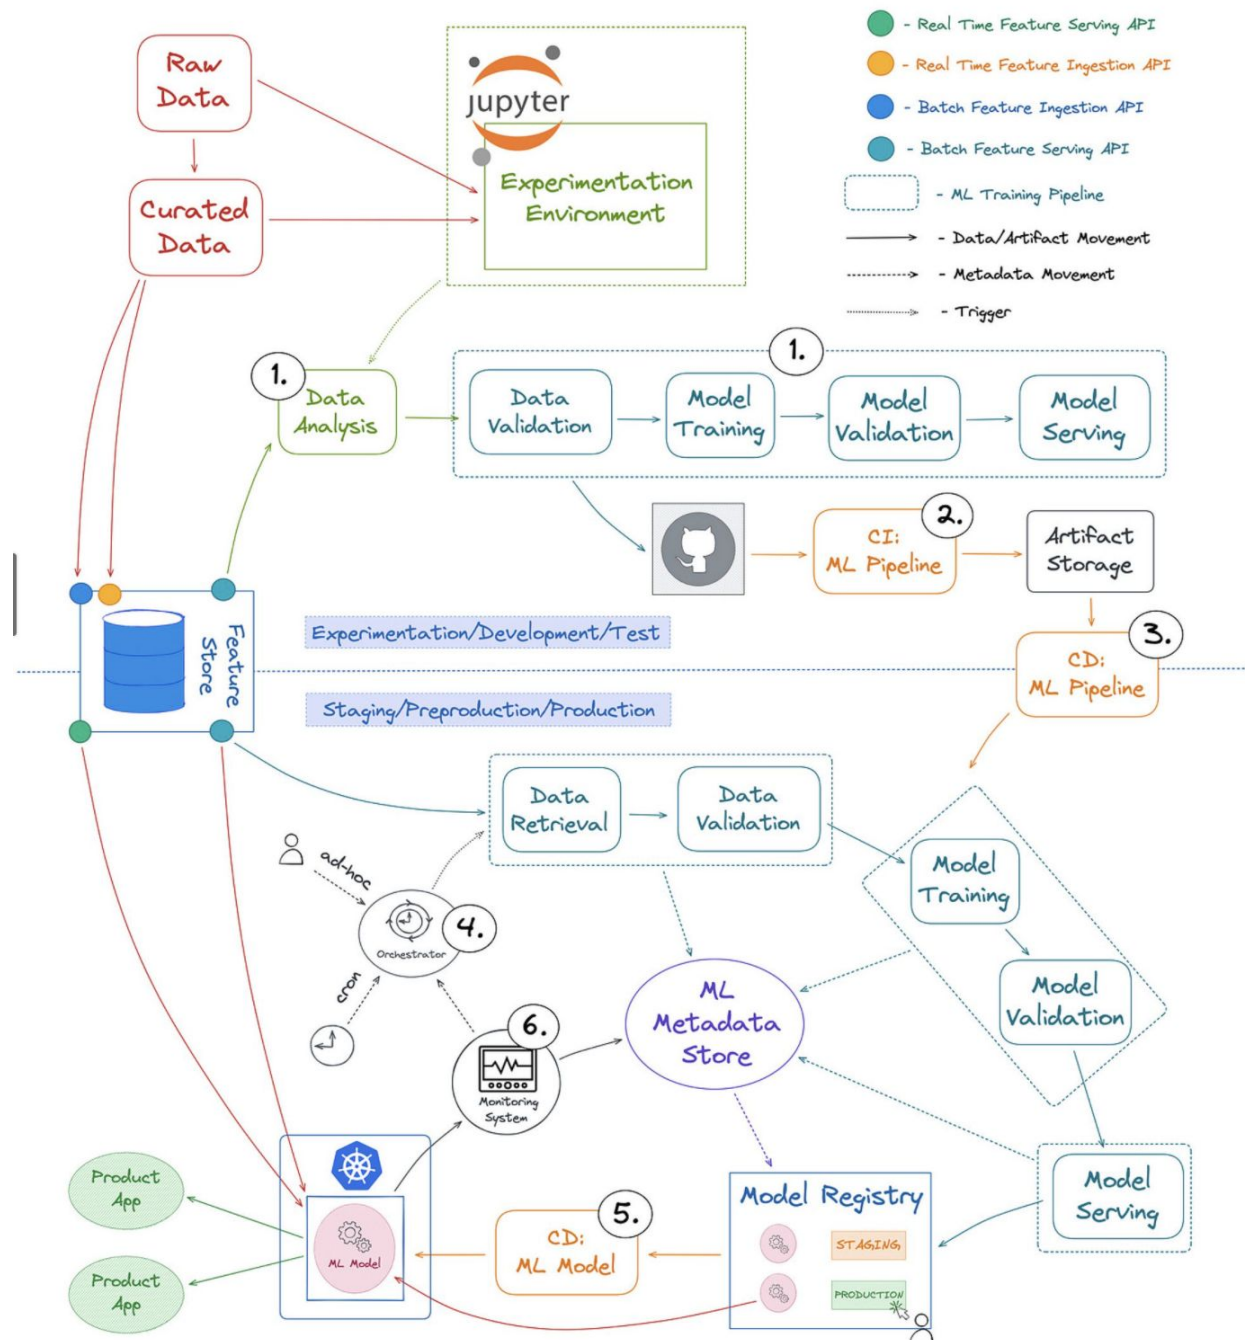 Raw
Data
jupyter
- Real Time Feature Serving API
- Real Time Feature Ingestion API
- Batch Feature Ingestion API
- Batch Feature Serving API
- ML Training Pipeline
- Data/Artifact Movement
- Metadata Movement
- Trigger
Curated
Data
Experimentation
Environment
1.
Data
Analysis
1.
Data
Validation
Model
Training
Model
Validation
Model
Serving
2.
CI:
ML Pipeline
Artifact
Storage
3.
CD:
ML Pipeline
Feature
Store
Experimentation/Development/Test
Staging/Preproduction/Production
Data
Retrieval
Data
Validation
Model
Training
Model
Validation
ad-hoc
4.
Orchestrator
cron
6.
Monitoring
System
ML
Metadata
Store
Model
Serving
Product
App
Product
App
ML Model
5.
CD:
ML Model
Model Registry
STAGING
PRODUCTION